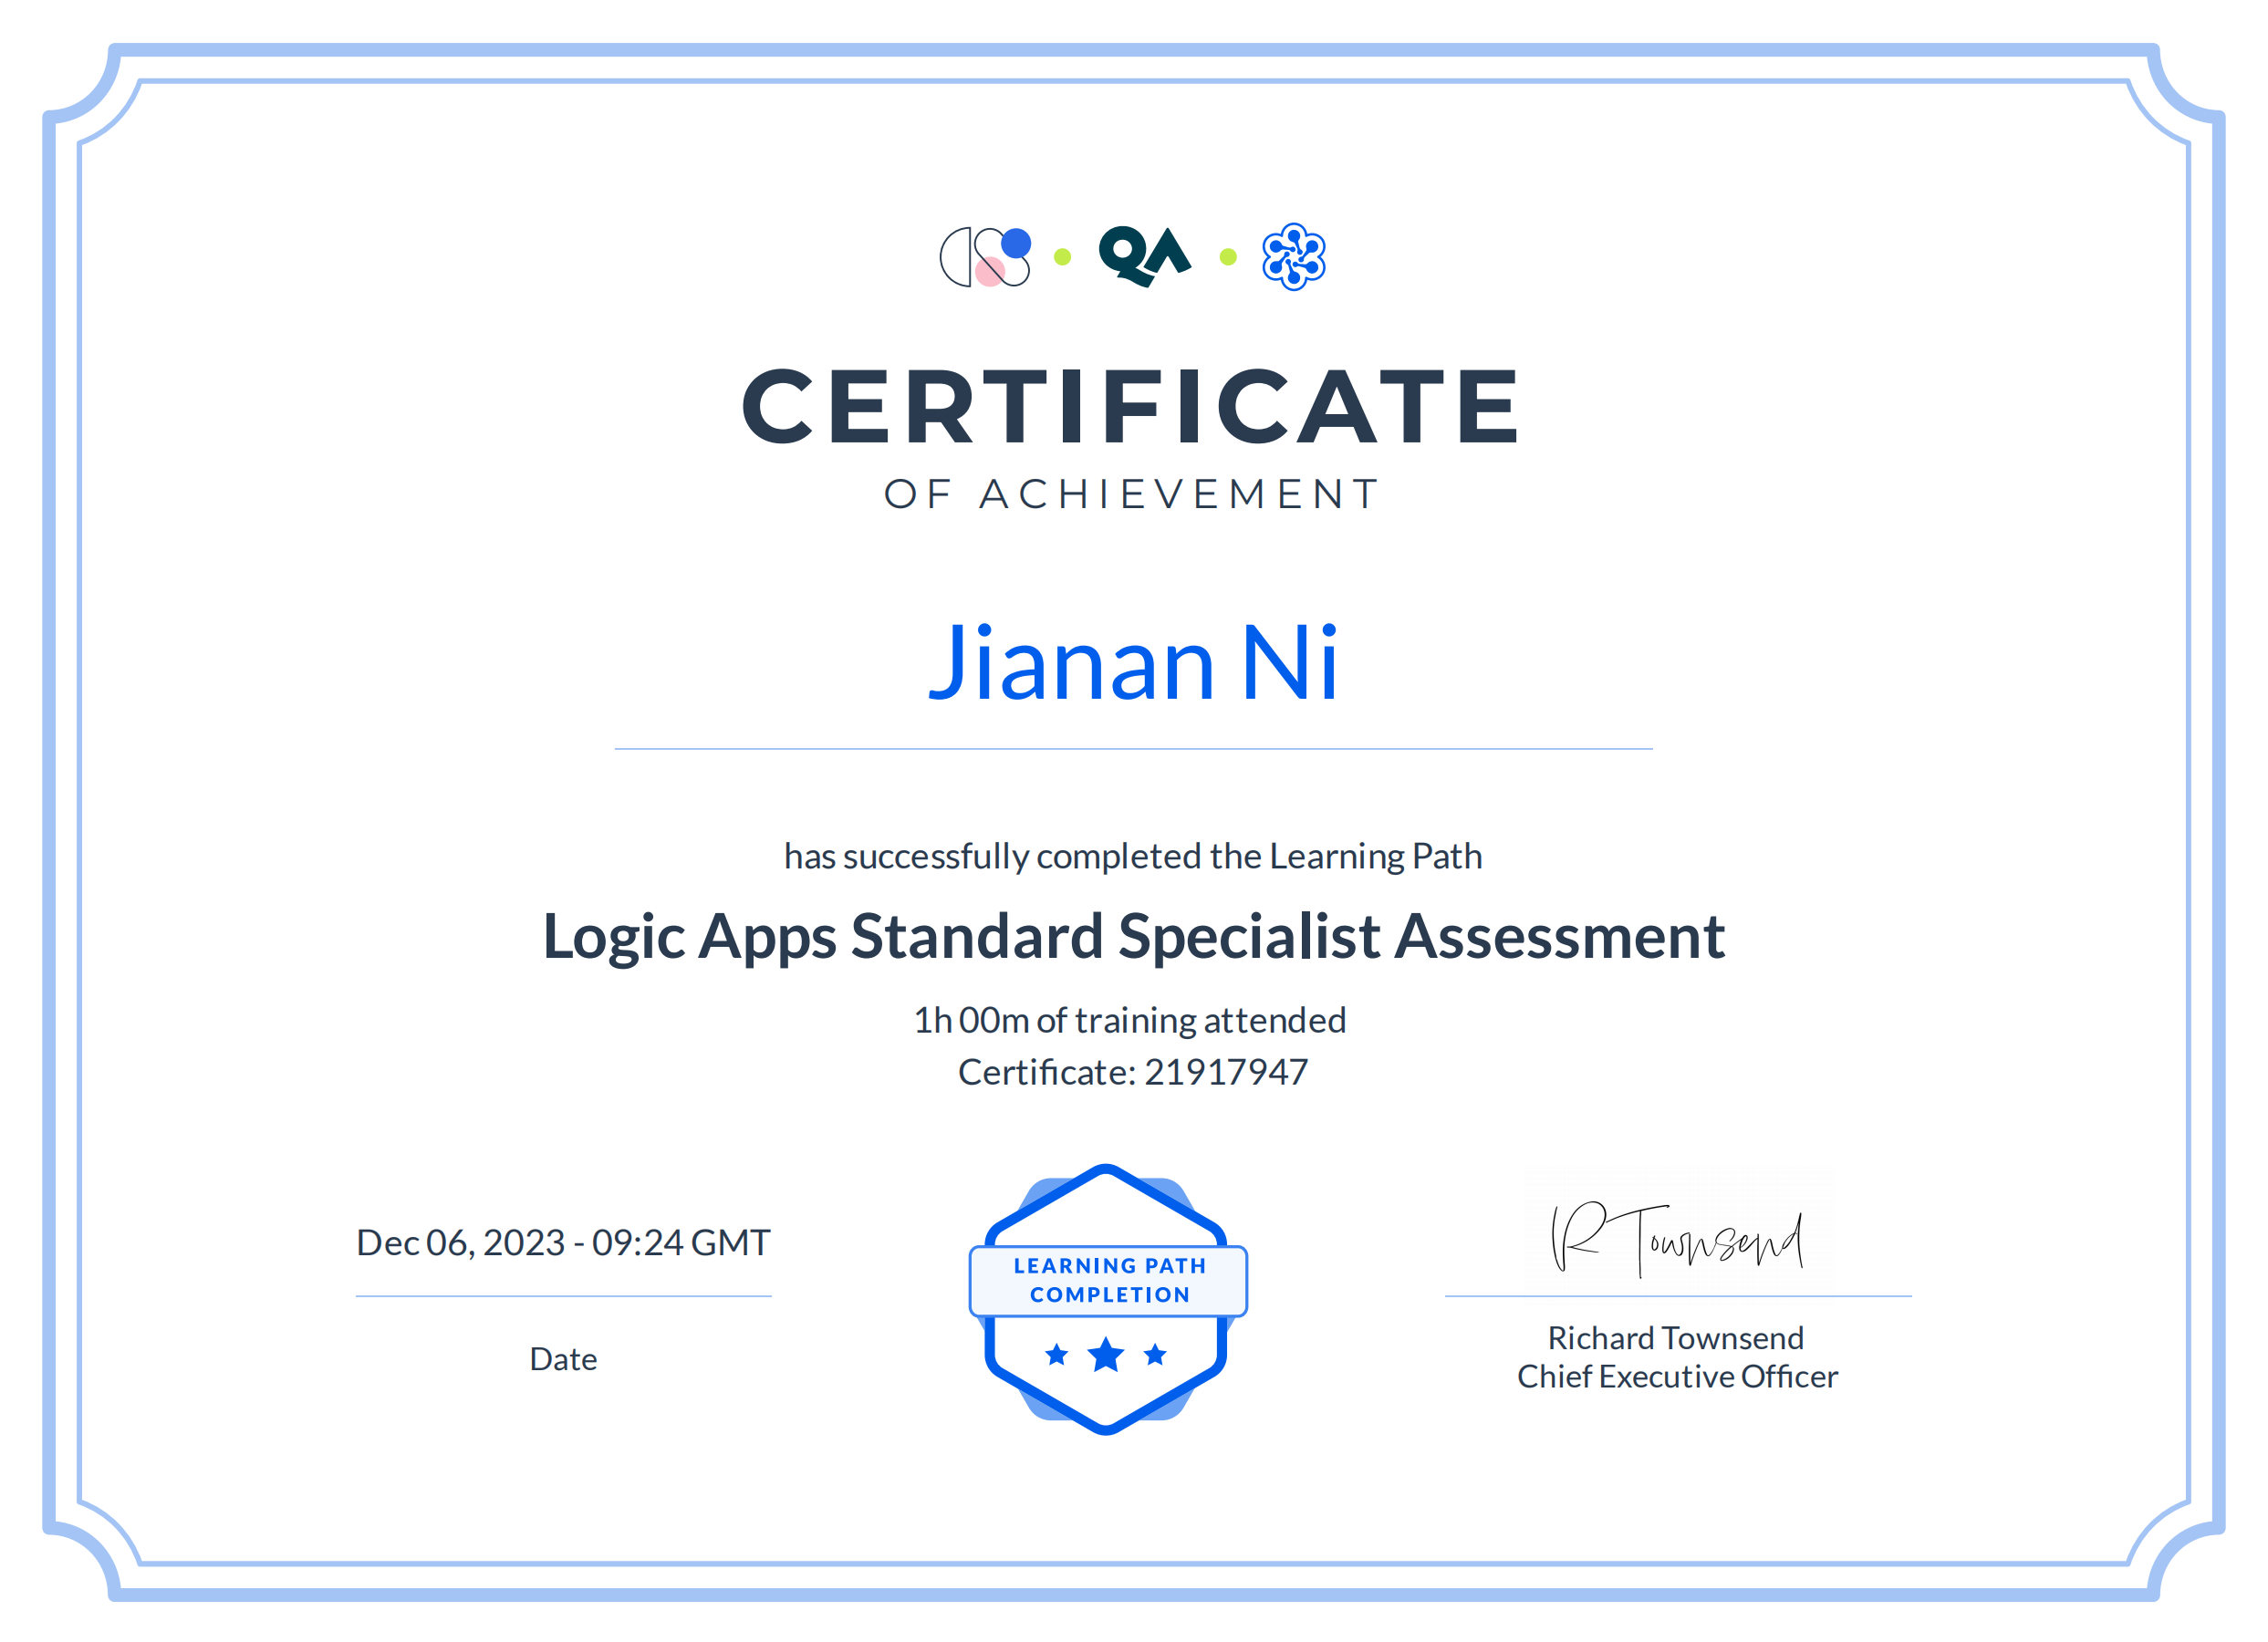 QA
CERTIFICATE
OF ACHIEVEMENT
Jianan Ni
has successfully completed the Learning Path
Logic Apps Standard Specialist Assessment
1h 00m of training attended
Certificate: 21917947
Dec 06, 2023 - 09:24 GMT
Date
LEARNING PATH
COMPLETION
R Townsend
Richard Townsend
Chief Executive Officer